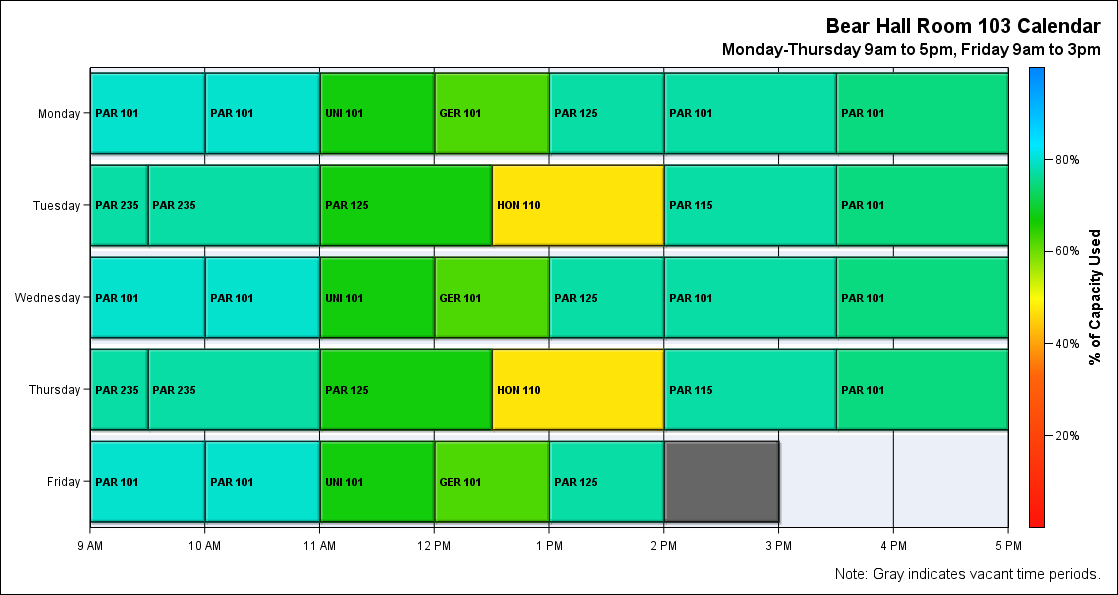 Bear Hall Room 103 Calendar
Monday-Thursday 9am to 5pm, Friday 9am to 3pm
Monday
PAR 101 PAR 101 UNI 101 GER 101 PAR 125 PAR 101 PAR 101
Tuesday
PAR 235 PAR 235 PAR 125 HON 110 PAR 115 PAR 101
Wednesday
PAR 101 PAR 101 UNI 101 GER 101 PAR 125 PAR 101 PAR 101
Thursday
PAR 235 PAR 235 PAR 125 HON 110 PAR 115 PAR 101
Friday
PAR 101 PAR 101 UNI 101 GER 101 PAR 125
9 AM 10 AM 11 AM 12 PM 1 PM 2 PM 3 PM 4 PM 5 PM
80%
60%
40%
20%
% of Capacity Used
Note: Gray indicates vacant time periods.